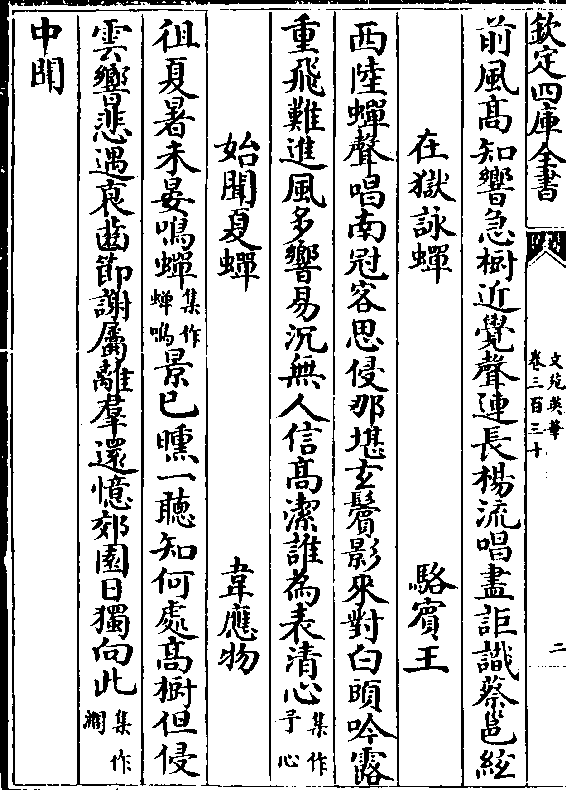 欽定四庫全書
文苑英華
卷三百三十
二
前風高知響急樹近覺聲連長楊流唱盡詎識蔡邕絃
在獄詠蟬
駱賓王
西陸蟬聲唱南冠客思侵那堪玄鬢影來對白頭吟露
重飛難進風多響易沉無人信高潔誰為表清心集作予心
始聞夏蟬
韋應物
徂夏暑未晏鳴蟬集作蟬鳴景已曛一聽知何處高樹但侵
雲響悲遇衰齒節謝屬離羣還憶郊園日獨向此集作澗
中聞